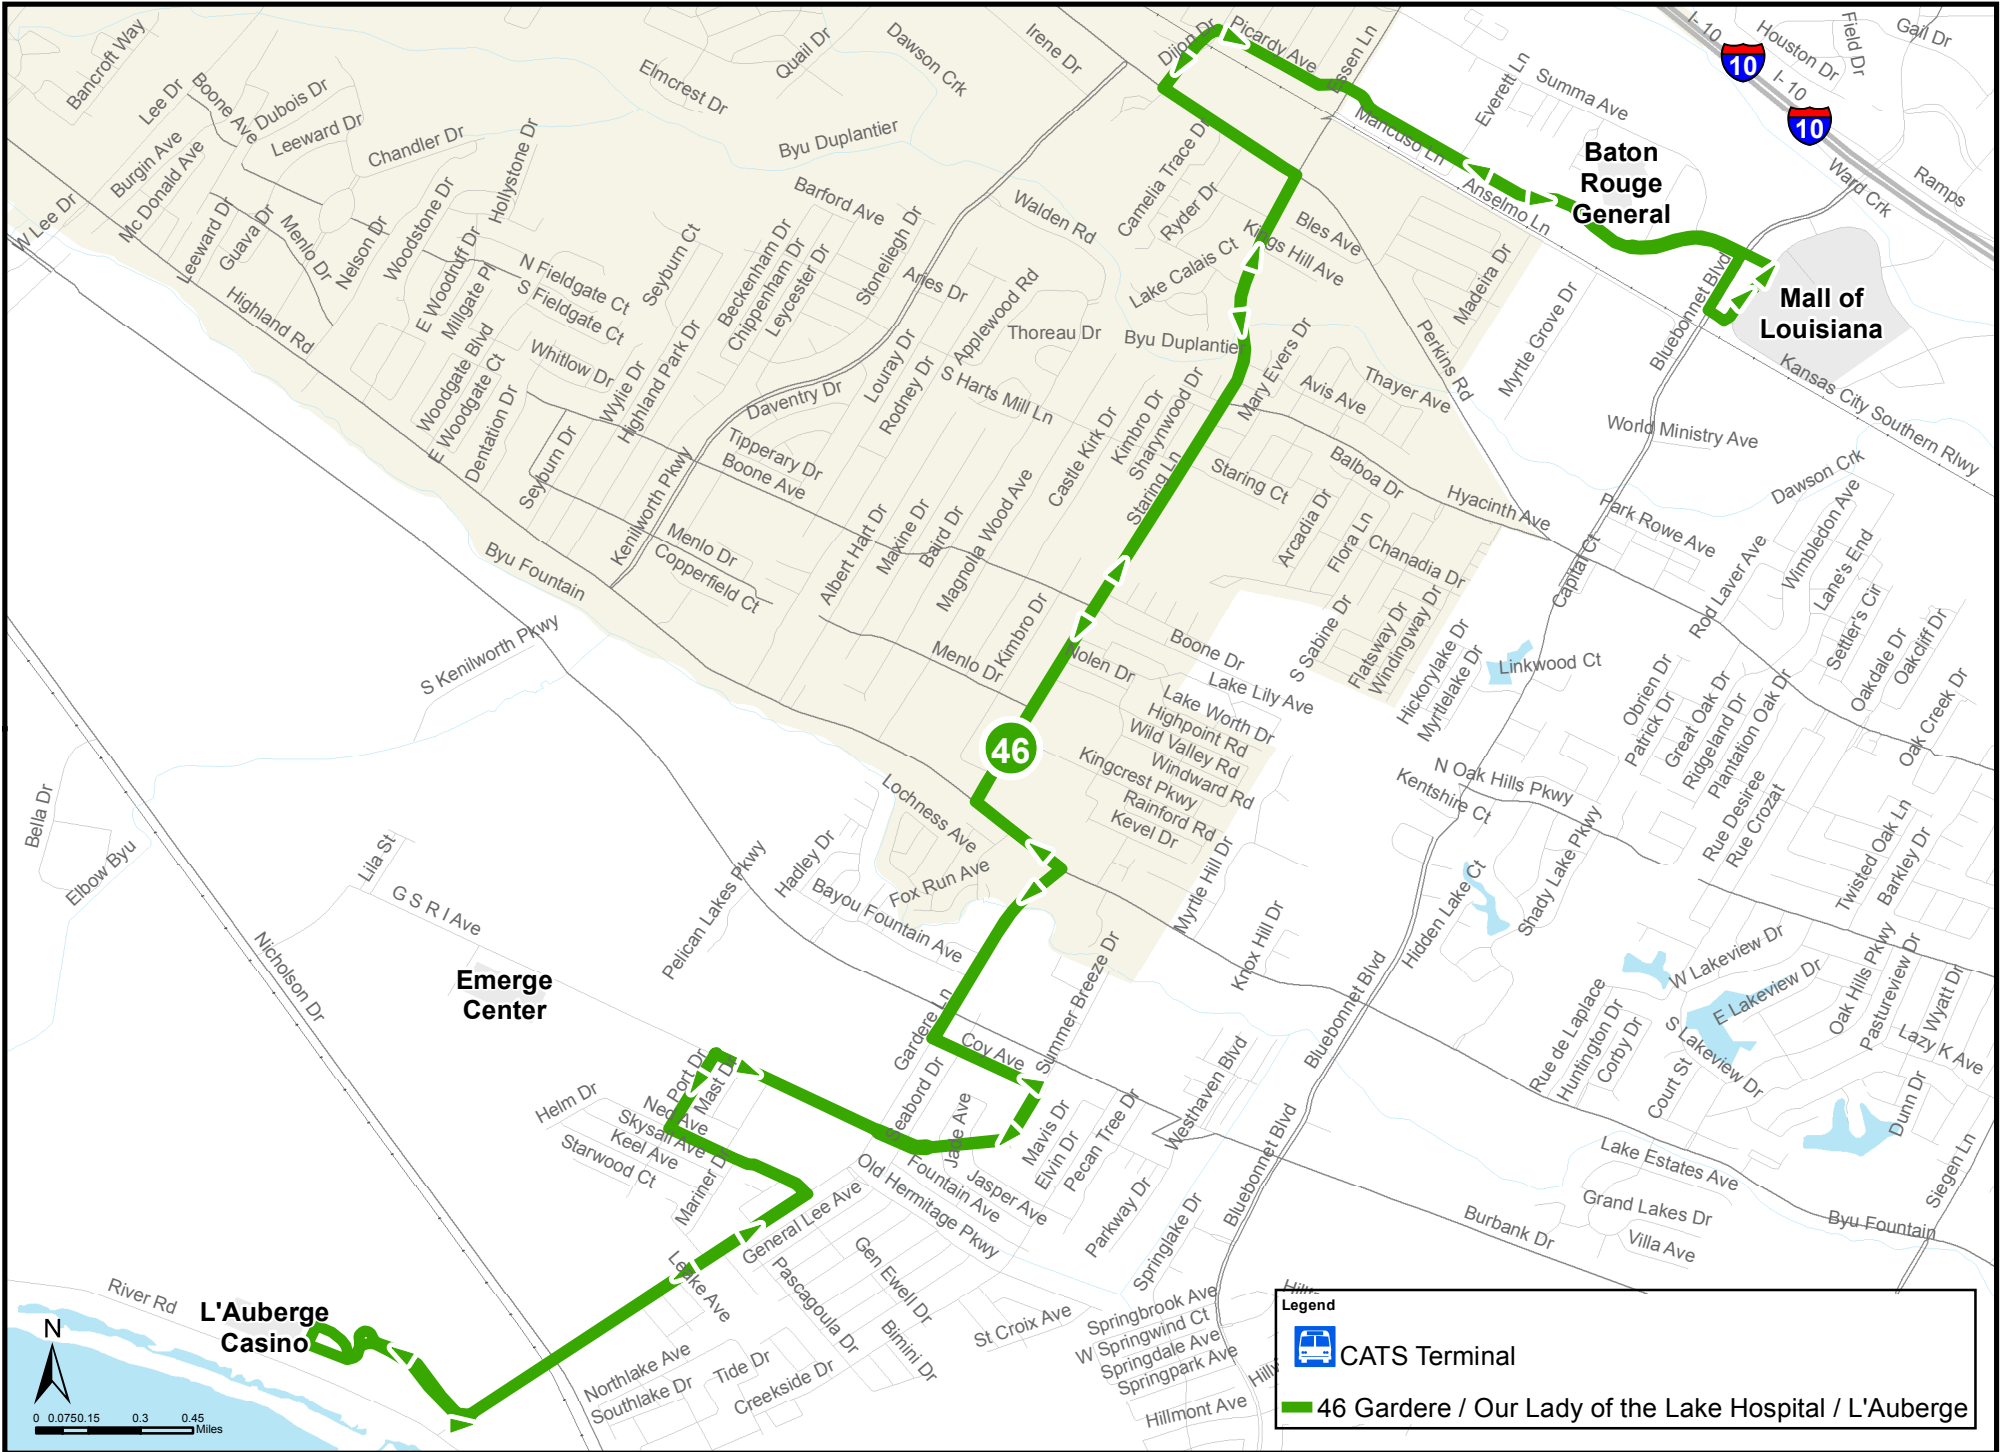 Bancroft Way
Lee Dr
Boone Ave
Dubois Dr
Leeward Dr
Chandler Dr
Burgin Ave
Mc Donald Ave
W Lee Dr
Leeward Dr
Guava Dr
Menlo Dr
Nelson Dr
Woodstone Dr
Hollystone Dr
Elmcrest Dr
Quail Dr
Dawson Crk
Irene Dr
Byu Duplantier
Barford Ave
Walden Rd
Dijon Dr
Picardy Ave
Essen Ln
Mancuso Ln
Anselmo Ln
Everett Ln
Summa Ave
I- 10
Houston Dr
Field Dr
Gail Dr
10
I- 10
10
Ward Crk
Ramps
Baton
Rouge
General
Mall of
Louisiana
Bluebonnet Blvd
Kansas City Southern Rlwy
Camelia Trace Dr
Ryder Dr
Lake Calais Ct
Kings Hill Ave
Bles Ave
Madeira Dr
Myrtle Grove Dr
Perkins Rd
Highland Rd
E Woodruff Dr
Millgate Pl
N Fieldgate Ct
S Fieldgate Ct
Seyburn Ct
Beckenham Dr
Chippenham Dr
Leycester Dr
Stoneliegh Dr
Aries Dr
Applewood Rd
Thoreau Dr
Byu Duplantier
Woodgate Blvd
E Woodgate Ct
Dentation Dr
Whitlow Dr
Wylie Dr
Highland Park Dr
Seyburn Dr
Daventry Dr
Louray Dr
Rodney Dr
S Harts Mill Ln
Tipperary Dr
Boone Ave
Kenilworth Pkwy
Castle Kirk Dr
Kimbro Dr
Sharynwood Dr
Staring Ln
Mary Evers Dr
Avis Ave
Thayer Ave
Staring Ct
Balboa Dr
Hyacinth Ave
World Ministry Ave
Dawson Crk
Park Rowe Ave
Capital Ct
Wimbledon Ave
Lane's End
Rod Laver Ave
Settler's Cir
Arcadia Dr
Flora Ln
Chanadia Dr
Menlo Dr
Copperfield Ct
Albert Hart Dr
Maxine Dr
Baird Dr
Magnolia Wood Ave
Byu Fountain
S Kenilworth Pkwy
Kimbro Dr
Menlo Dr
Nolen Dr
Boone Dr
S Sabine Dr
Flatsway Dr
Windingway Dr
Lake Lily Ave
Lake Worth Dr
Highpoint Rd
Wild Valley Rd
Windward Rd
Kingcrest Pkwy
Rainford Rd
Kevel Dr
Hickorylake Dr
Myrtlelake Dr
Linkwood Ct
Obrien Dr
Patrick Dr
Great Oak Dr
Ridgeland Dr
Plantation Oak Dr
Oakdale Dr
Oakcliff Dr
Oak Creek Dr
46
N Oak Hills Pkwy
Kentshire Ct
Shady Lake Pkwy
Rue Desiree
Rue Crozat
Twisted Oak Ln
Barkley Dr
Bella Dr
Elbow Byu
Lila St
G S R I Ave
Nicholson Dr
Pelican Lakes Pkwy
Hadley Dr
Lochness Ave
Fox Run Ave
Bayou Fountain Ave
Myrtle Hill Dr
Knox Hill Dr
Hidden Lake Ct
Bluebonnet Blvd
W Lakeview Dr
E Lakeview Dr
S Lakeview Dr
Oak Hills Pkwy
Pastureview Dr
Wyatt Dr
Lazy K Ave
Rue de Laplace
Huntington Dr
Corby Dr
Court St
Dunn Dr
Siegen Ln
Emerge
Center
Gardere Ln
Coy Ave
Summer Breeze Dr
Port Dr
Mast Dr
Helm Dr
Skysail Ave
Keel Ave
Starwood Ct
Mariner Dr
Seabord Dr
Jade Ave
Mavis Dr
Elvin Dr
Pecan Tree Dr
Westhaven Blvd
Bluebonnet Blvd
Fountain Ave
Jasper Ave
Old Hermitage Pkwy
General Lee Ave
Parkway Dr
Springlake Dr
Burbank Dr
Lake Estates Ave
Grand Lakes Dr
Villa Ave
Byu Fountain
Leake Ave
Pascagoula Dr
Gen Ewell Dr
Bimini Dr
St Croix Ave
Springbrook Ave
W Springwind Ct
Springdale Ave
Springpark Ave
Hillmont Ave
Northlake Ave
Southlake Dr
Tide Dr
Creekside Dr
River Rd
L'Auberge
Casino
N
0 0.075 0.15 0.3 0.45
Miles
Legend
CATS Terminal
46 Gardere / Our Lady of the Lake Hospital / L'Auberge